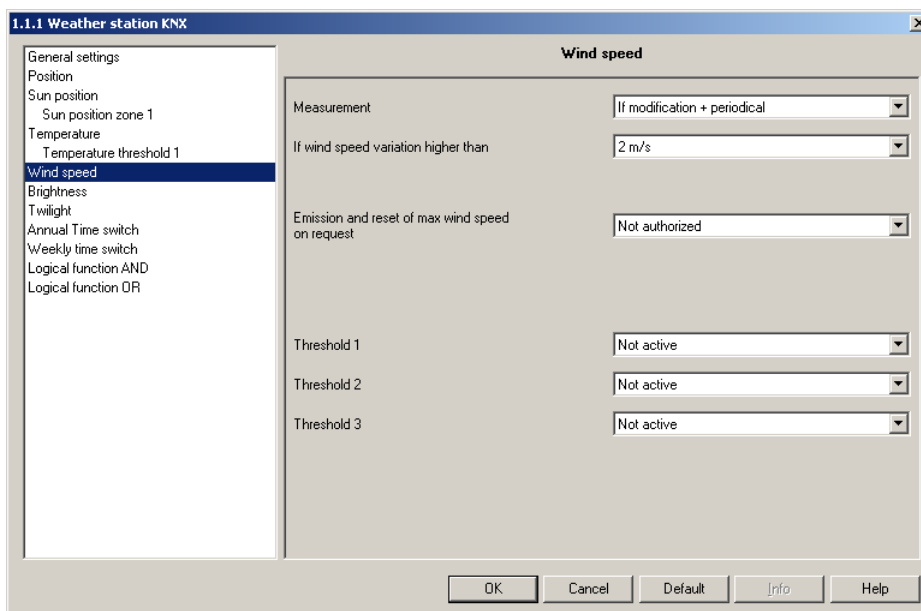 1.1.1 Weather station KNX
General settings
Position
Sun position
Sun position zone 1
Temperature
Temperature threshold 1
Wind speed
Brightness
Twilight
Annual Time switch
Weekly time switch
Logical function AND
Logical function OR
Wind speed
Measurement
If modification + periodical
If wind speed variation higher than
2 m/s
Emission and reset of max wind speed
on request
Not authorized
Threshold 1
Not active
Threshold 2
Not active
Threshold 3
Not active
OK
Cancel
Default
Info
Help